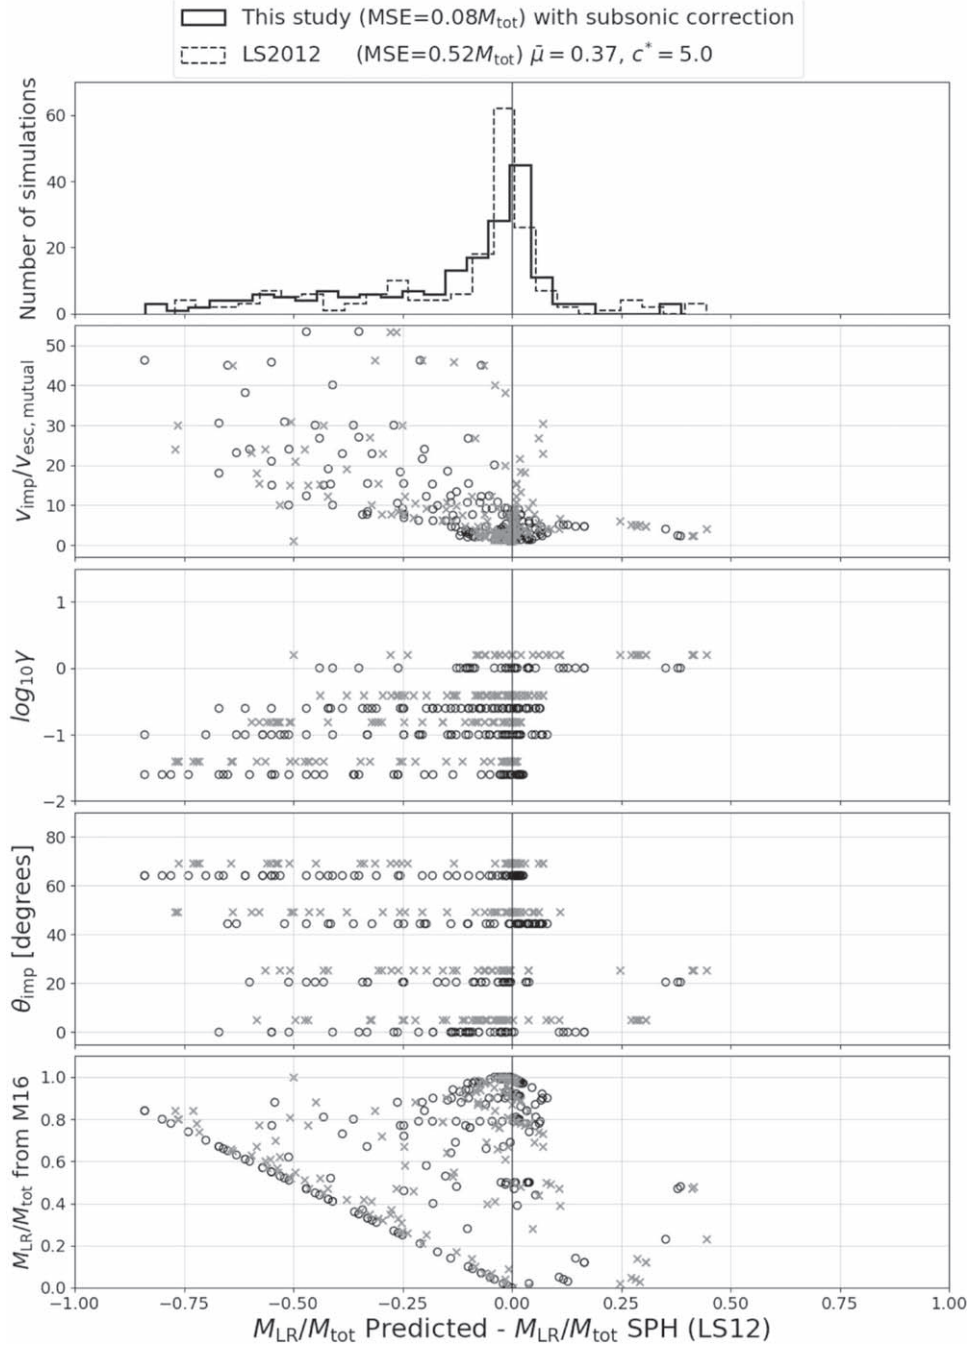 This study (MSE=0.08M_tot) with subsonic correction
LS2012 (MSE=0.52M_tot) μ̄ = 0.37, c* = 5.0
Number of simulations
60
40
20
0
v_imp/v_esc, mutual
50
40
30
20
10
0
log₁₀γ
1
0
−1
−2
θ_imp [degrees]
80
60
40
20
0
M_LR/M_tot from M16
1.0
0.8
0.6
0.4
0.2
0.0
−1.00 −0.75 −0.50 −0.25 0.00 0.25 0.50 0.75 1.00
M_LR/M_tot Predicted - M_LR/M_tot SPH (LS12)